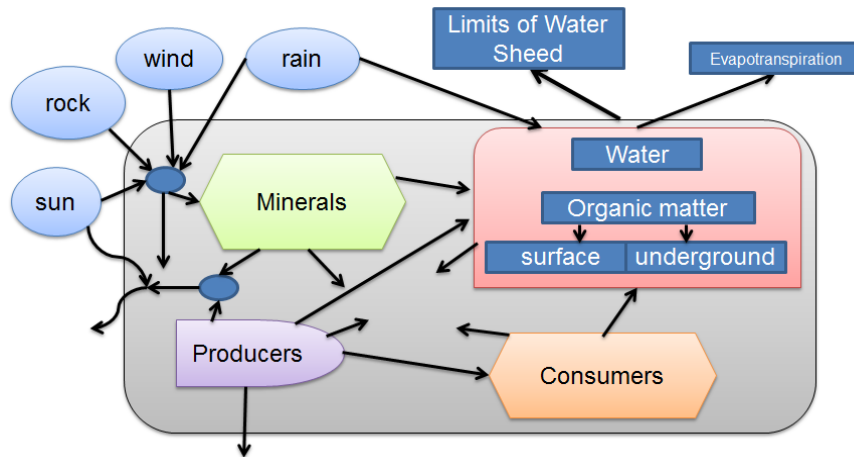 Limits of Water
Sheed
wind
rain
Evapotranspiration
rock
Water
sun
Minerals
Organic matter
surface
underground
Producers
Consumers